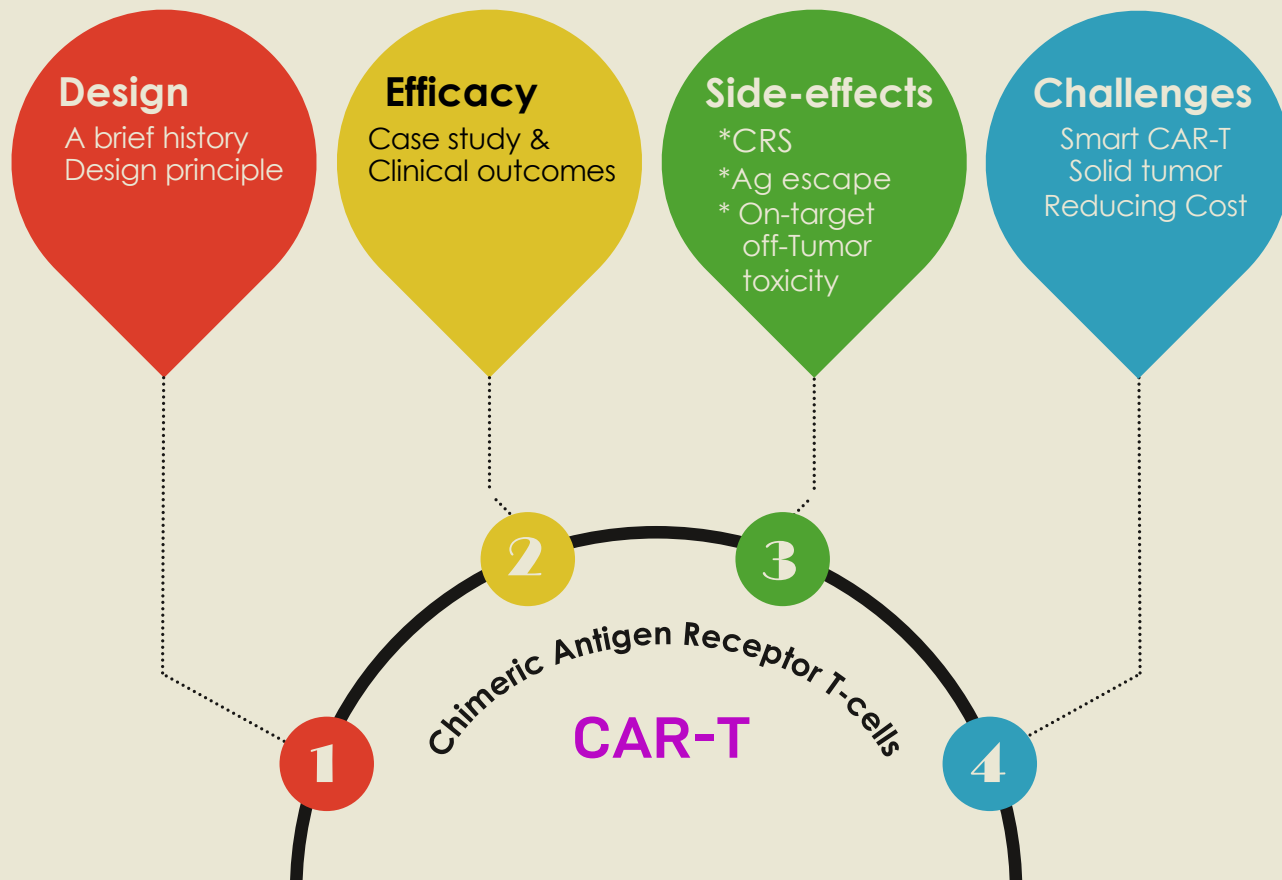 Design
A brief history
Design principle
Efficacy
Case study &
Clinical outcomes
Side-effects
*CRS
*Ag escape
* On-target
off-Tumor
toxicity
Challenges
Smart CAR-T
Solid tumor
Reducing Cost
1
2
3
4
Chimeric Antigen Receptor T-cells
CAR-T